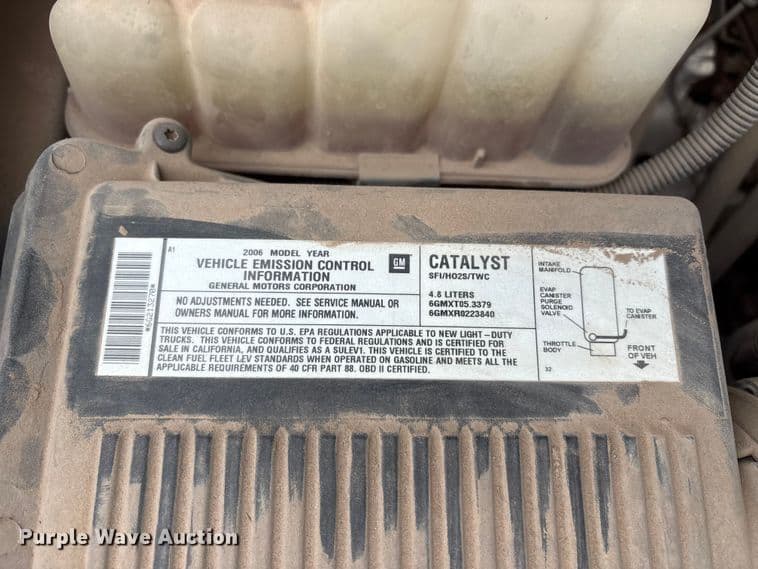 A1
2006 MODEL YEAR
VEHICLE EMISSION CONTROL
INFORMATION
GENERAL MOTORS CORPORATION
GM
NO ADJUSTMENTS NEEDED. SEE SERVICE MANUAL OR
OWNERS MANUAL FOR MORE INFORMATION.
CATALYST
SFI/HO2S/TWC
4.8 LITERS
6GMXT05.3379
6GMXR0223840
THIS VEHICLE CONFORMS TO U.S. EPA REGULATIONS APPLICABLE TO NEW LIGHT-DUTY
TRUCKS. THIS VEHICLE CONFORMS TO FEDERAL REGULATIONS AND IS CERTIFIED FOR
SALE IN CALIFORNIA, AND QUALIFIES AS A SULEV1. THIS VEHICLE IS CERTIFIED TO THE
CLEAN FUEL FLEET LEV STANDARDS WHEN OPERATED ON GASOLINE AND MEETS ALL THE
APPLICABLE REQUIREMENTS OF 40 CFR PART 88. OBD II CERTIFIED.
INTAKE
MANIFOLD
EVAP
CANISTER
PURGE
SOLENOID
VALVE
TO EVAP
CANISTER
THROTTLE
BODY
FRONT
OF VEH
32
Purple Wave Auction